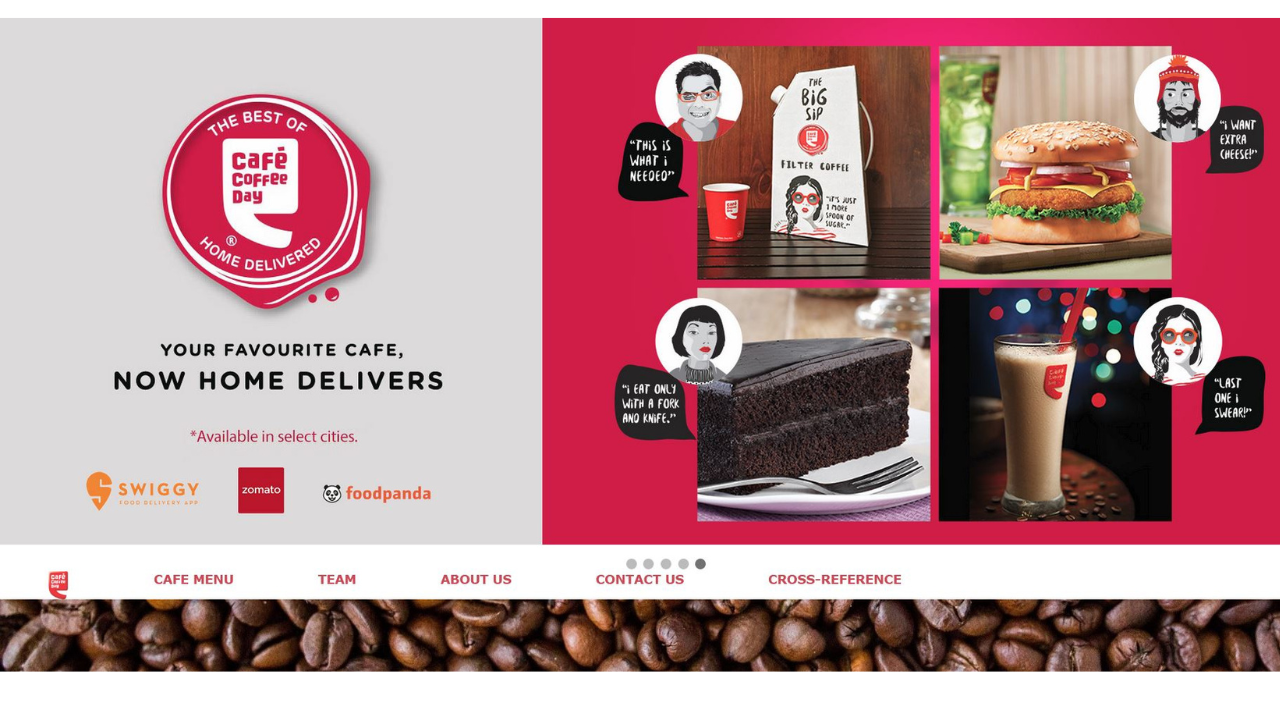 THE BEST OF
café
coffee
Day
®
HOME DELIVERED
YOUR FAVOURITE CAFE,
NOW HOME DELIVERS
*Available in select cities.
SWIGGY
FOOD DELIVERY APP
zomato
foodpanda
"THIS IS
WHAT I
NEEDED"
THE
BIG
SIP
FILTER COFFEE
"IT'S JUST
1 MORE
SPOON OF
SUGAR."
"I WANT
EXTRA
CHEESE!"
"I EAT ONLY
WITH A FORK
AND KNIFE."
"LAST
ONE I
SWEAR!"
CAFE MENU
TEAM
ABOUT US
CONTACT US
CROSS-REFERENCE